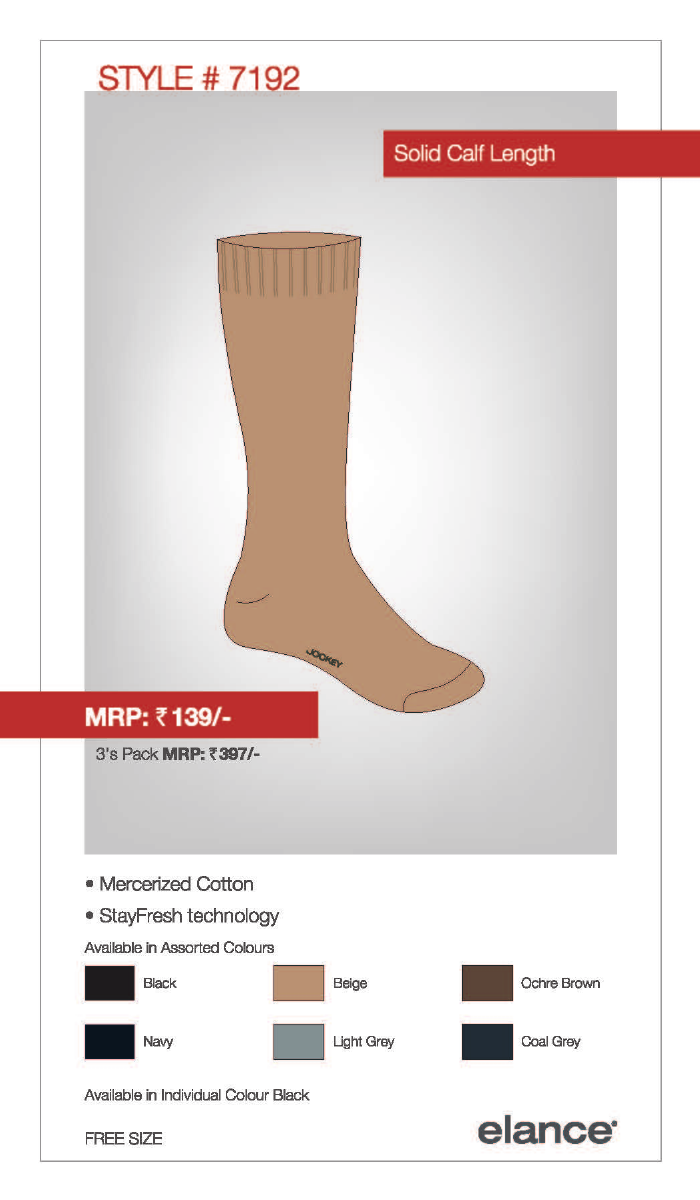 STYLE # 7192
Solid Calf Length
JOCKEY
MRP: ₹ 139/-
3's Pack MRP: ₹ 397/-
• Mercerized Cotton
• StayFresh technology
Available in Assorted Colours
Black Beige Ochre Brown
Navy Light Grey Coal Grey
Available in Individual Colour Black
FREE SIZE
elance